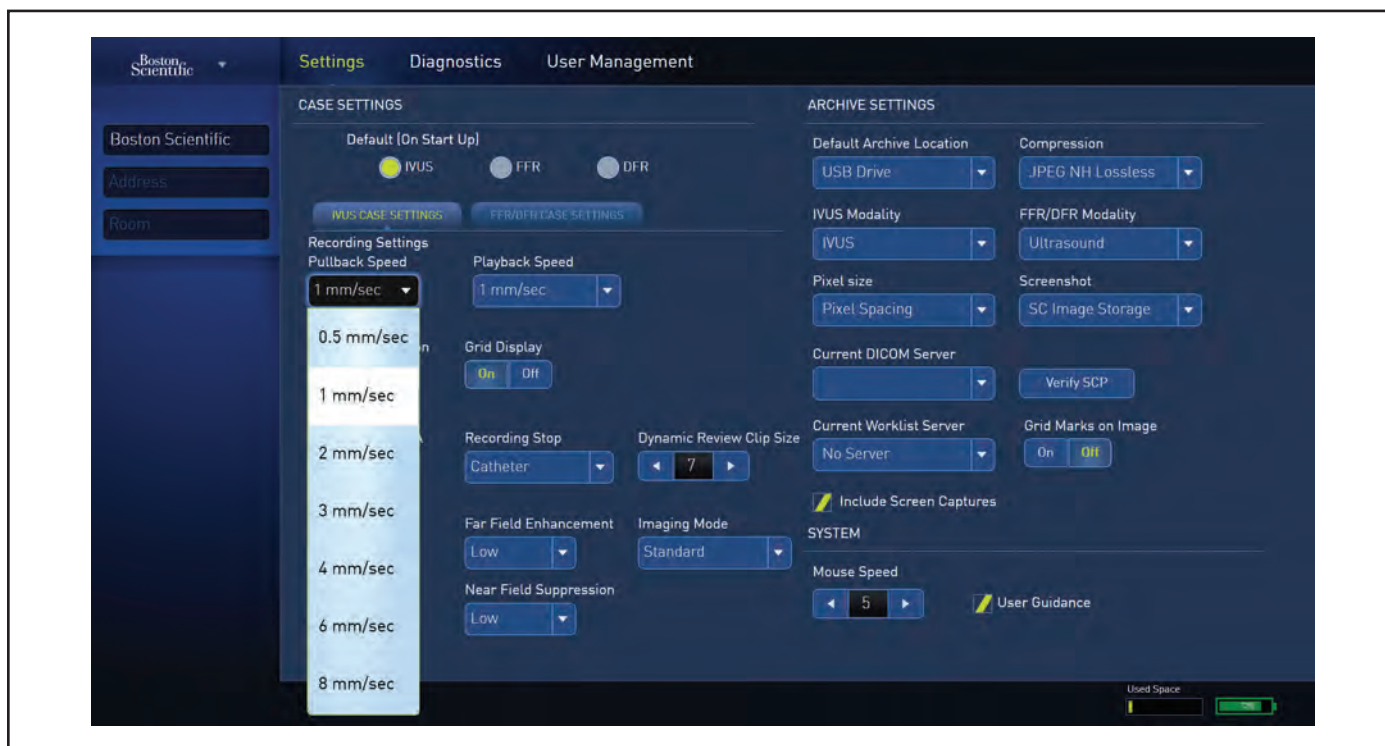 Boston
Scientific
Settings Diagnostics User Management
Boston Scientific
Address
Room
CASE SETTINGS
Default (On Start Up)
IVUS FFR DFR
IVUS CASE SETTINGS FFR/DFR CASE SETTINGS
Recording Settings
Pullback Speed Playback Speed
1 mm/sec 1 mm/sec
0.5 mm/sec
1 mm/sec
2 mm/sec
3 mm/sec
4 mm/sec
6 mm/sec
8 mm/sec
Grid Display
On Off
Recording Stop Dynamic Review Clip Size
Catheter 7
Far Field Enhancement Imaging Mode
Low Standard
Near Field Suppression
Low
ARCHIVE SETTINGS
Default Archive Location Compression
USB Drive JPEG NH Lossless
IVUS Modality FFR/DFR Modality
IVUS Ultrasound
Pixel size Screenshot
Pixel Spacing SC Image Storage
Current DICOM Server
Verify SCP
Current Worklist Server Grid Marks on Image
No Server On Off
Include Screen Captures
SYSTEM
Mouse Speed
5 User Guidance
Used Space